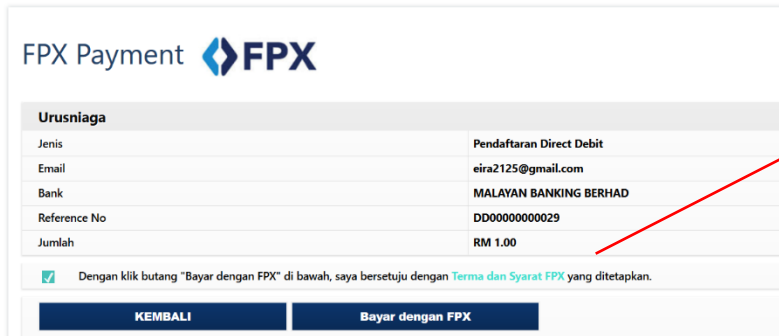 FPX Payment FPX
Urusniaga
Jenis Pendaftaran Direct Debit
Email eira2125@gmail.com
Bank MALAYAN BANKING BERHAD
Reference No DD00000000029
Jumlah RM 1.00
Dengan klik butang "Bayar dengan FPX" di bawah, saya bersetuju dengan Terma dan Syarat FPX yang ditetapkan.
KEMBALI Bayar dengan FPX